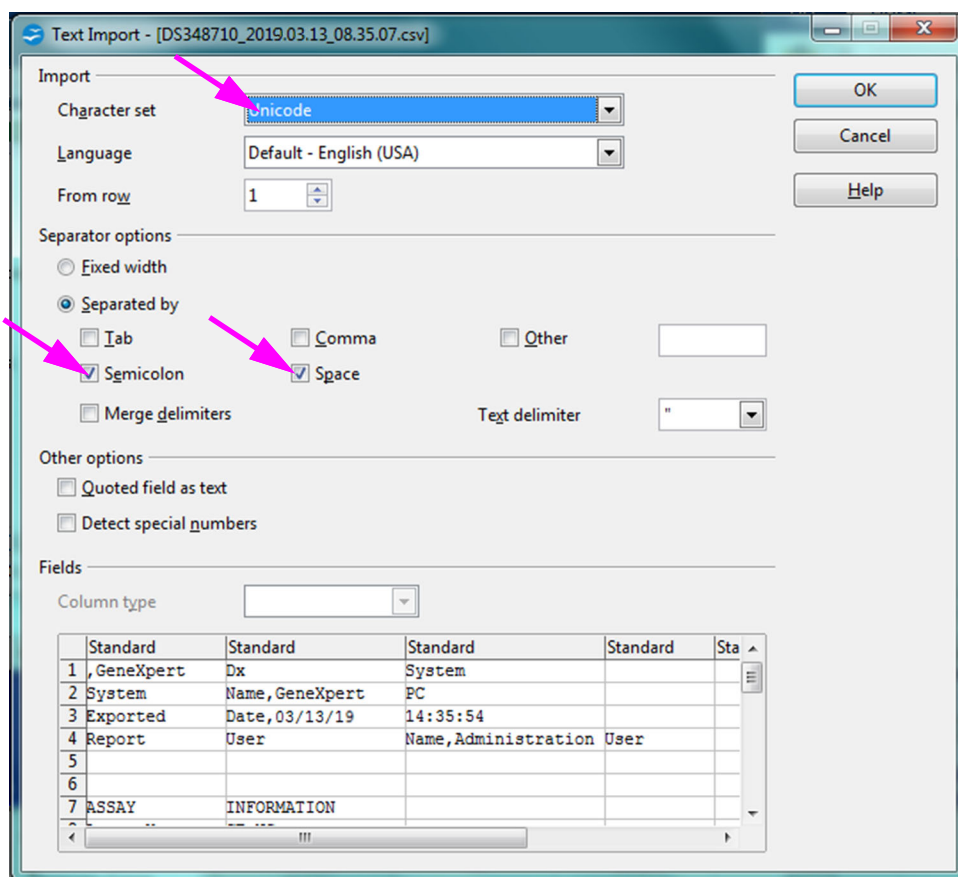 Text Import - [DS348710_2019.03.13_08.35.07.csv]
Import
OK
Character set Unicode
Cancel
Language Default - English (USA)
From row 1
Help
Separator options
Fixed width
Separated by
Tab Comma Other
Semicolon Space
Merge delimiters Text delimiter "
Other options
Quoted field as text
Detect special numbers
Fields
Column type
Standard Standard Standard Standard Sta
1 ,GeneXpert Dx System
2 System Name,GeneXpert PC
3 Exported Date,03/13/19 14:35:54
4 Report User Name,Administration User
5
6
7 ASSAY INFORMATION